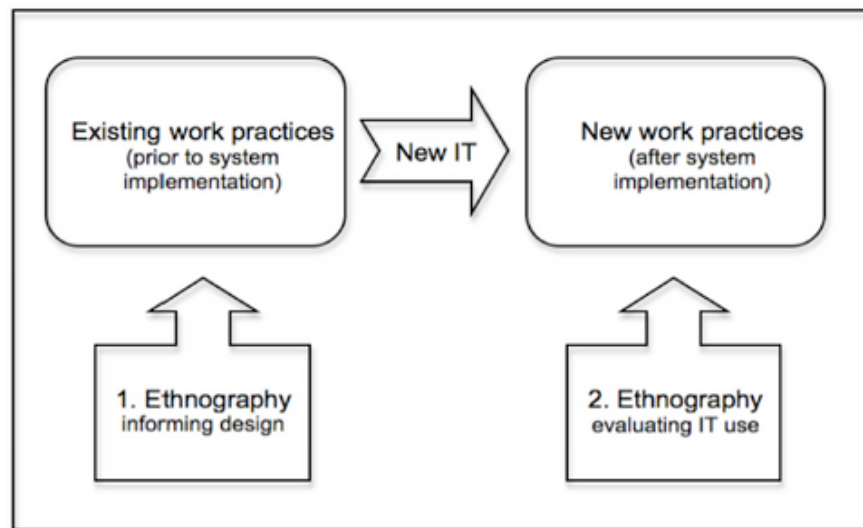 Existing work practices
(prior to system
implementation)
New IT
New work practices
(after system
implementation)
1. Ethnography
informing design
2. Ethnography
evaluating IT use